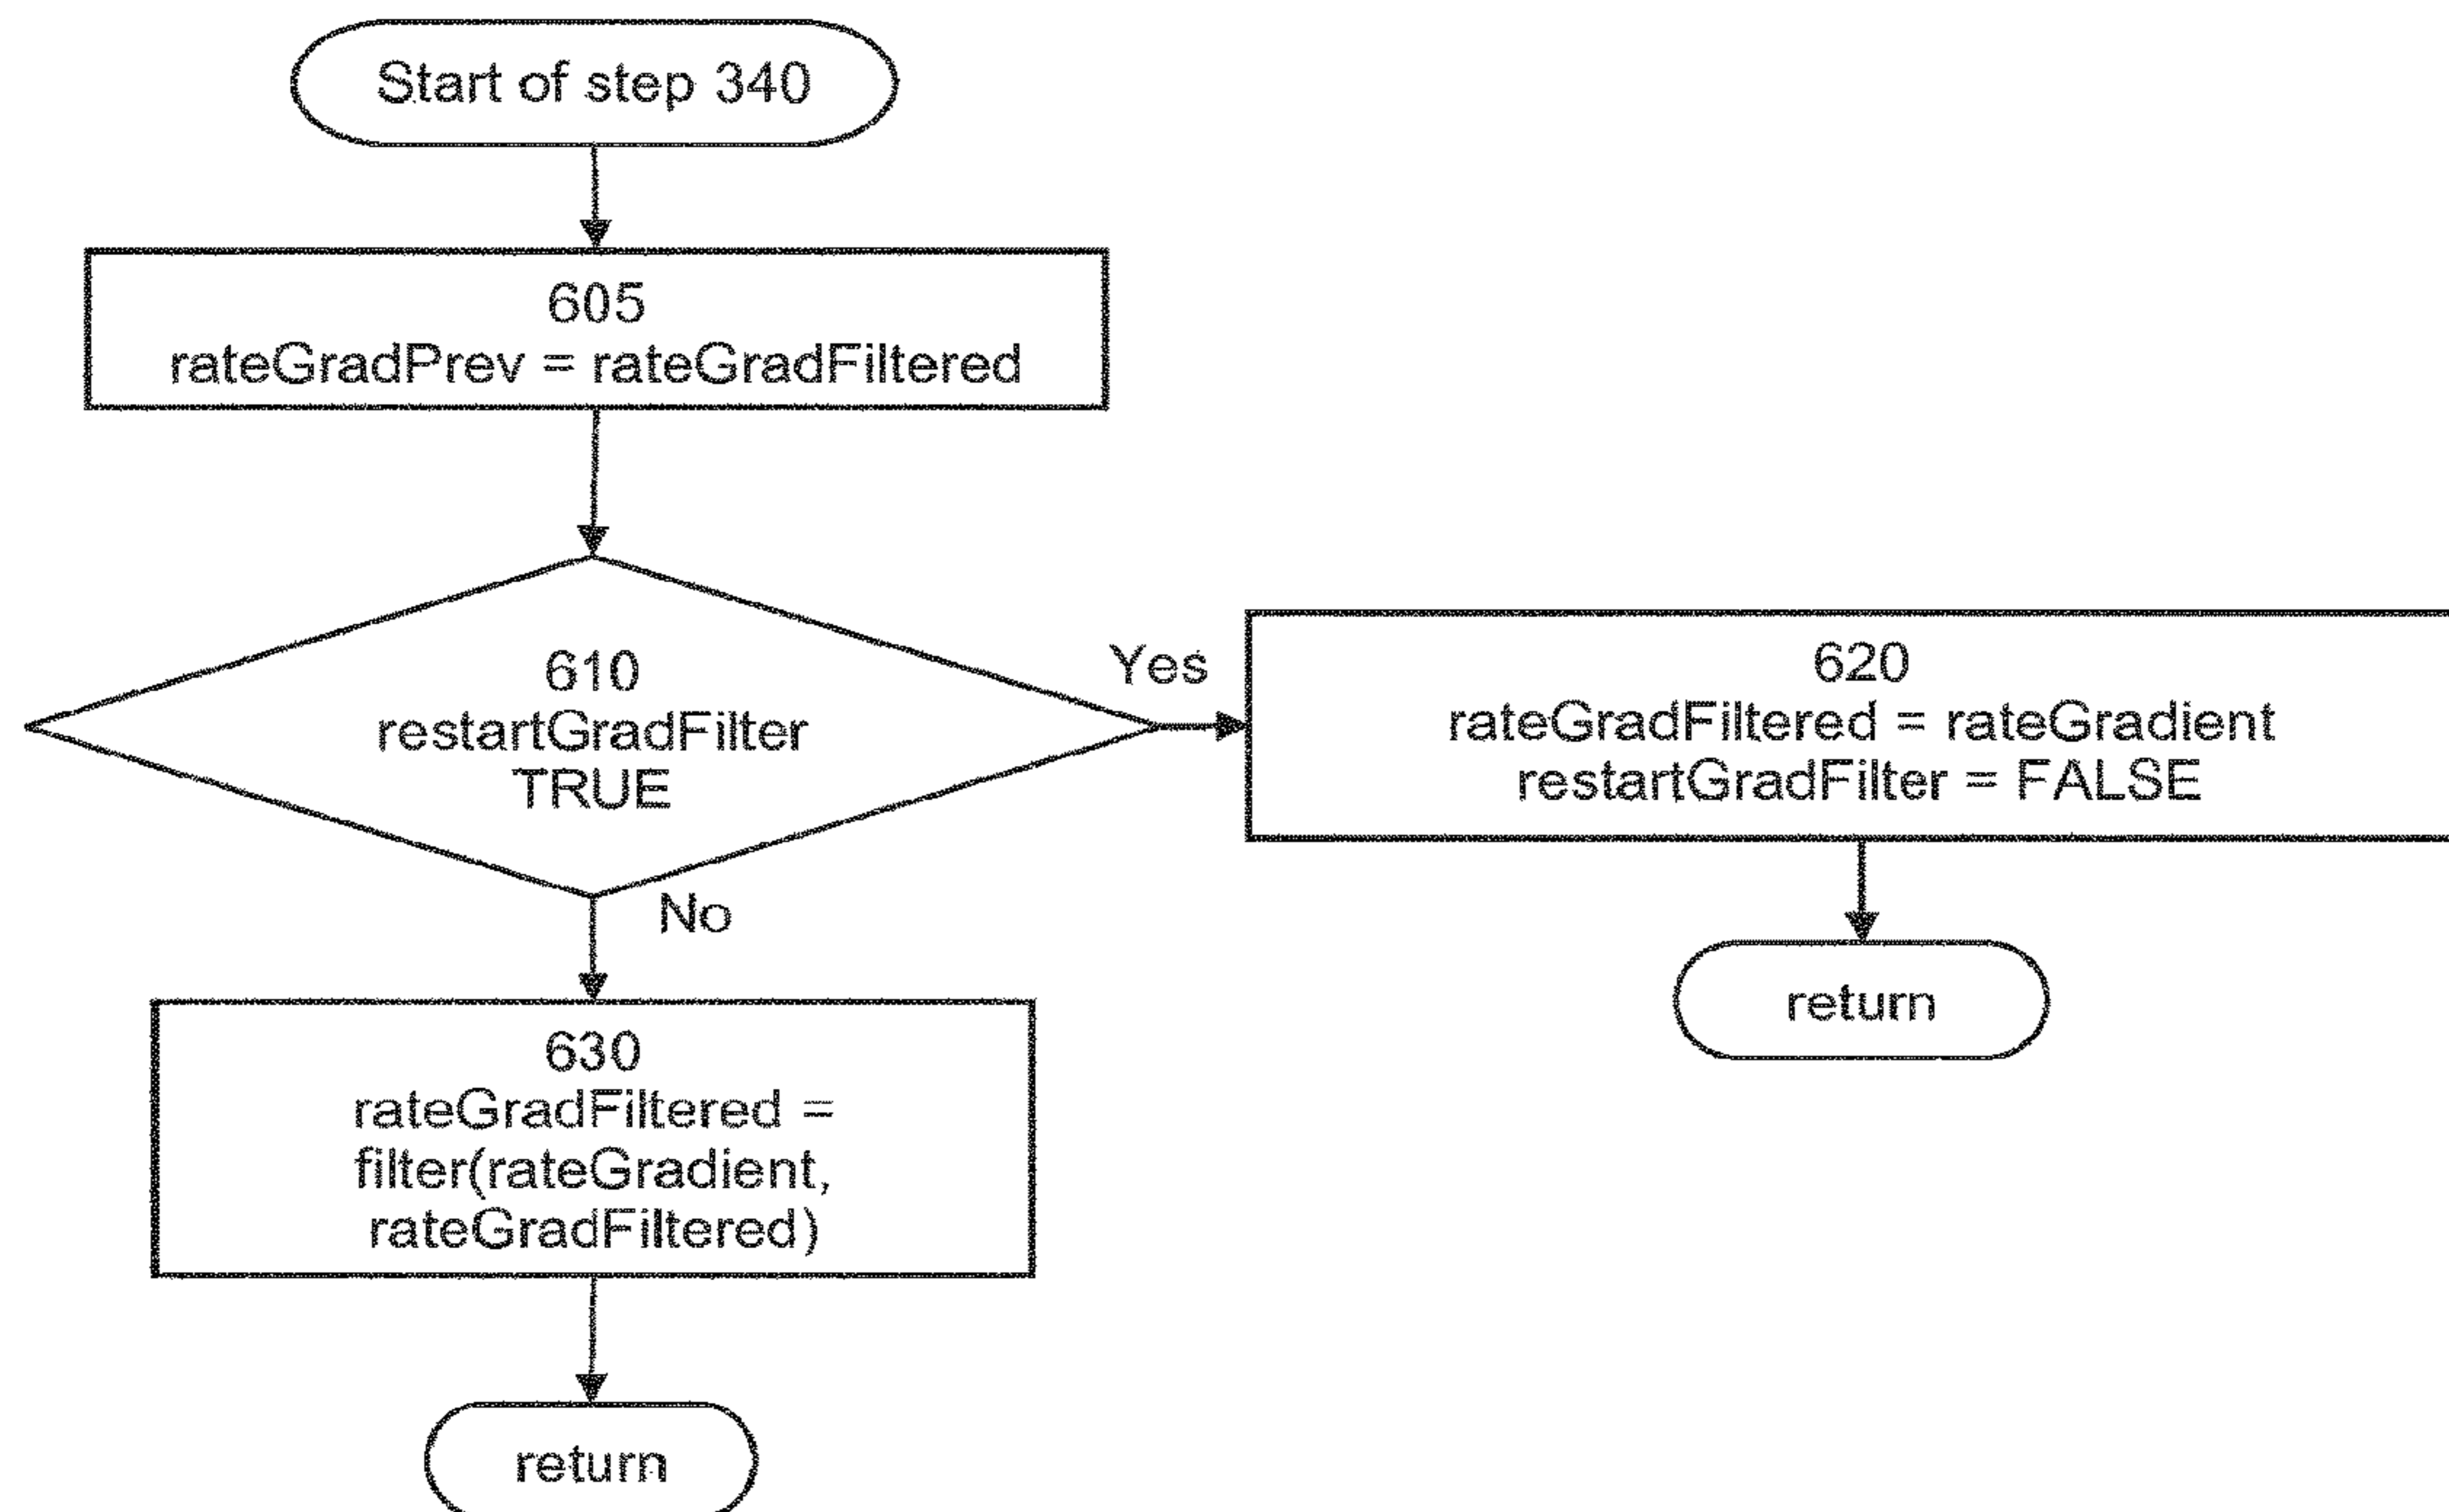 Start of step 340
605
rateGradPrev = rateGradFiltered
610
restartGradFilter
TRUE
Yes
620
rateGradFiltered = rateGradient
restartGradFilter = FALSE
return
No
630
rateGradFiltered =
filter(rateGradient,
rateGradFiltered)
return